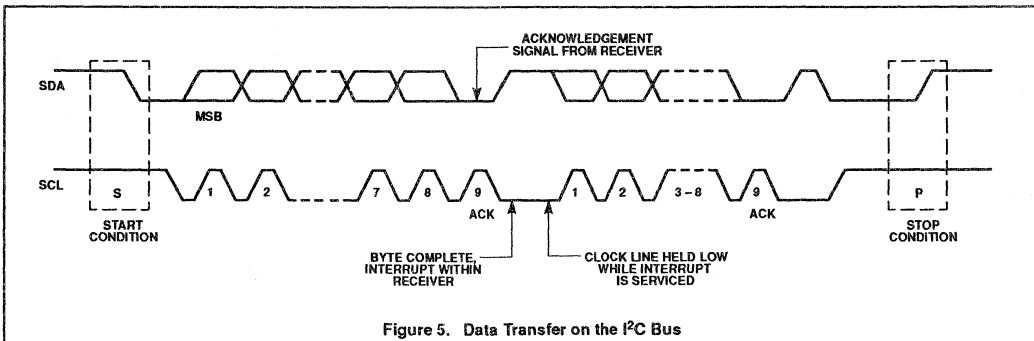 ACKNOWLEDGEMENT
SIGNAL FROM RECEIVER
SDA
MSB
SCL
S
1
2
7
8
9
1
2
3 – 8
9
P
ACK
ACK
START
CONDITION
STOP
CONDITION
BYTE COMPLETE,
INTERRUPT WITHIN
RECEIVER
CLOCK LINE HELD LOW
WHILE INTERRUPT
IS SERVICED
Figure 5. Data Transfer on the I²C Bus